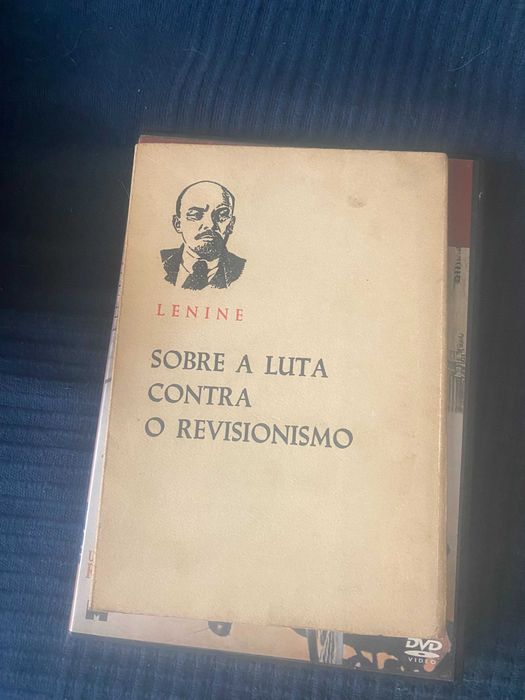 LENINE
SOBRE A LUTA
CONTRA
O REVISIONISMO
DVD
VIDEO